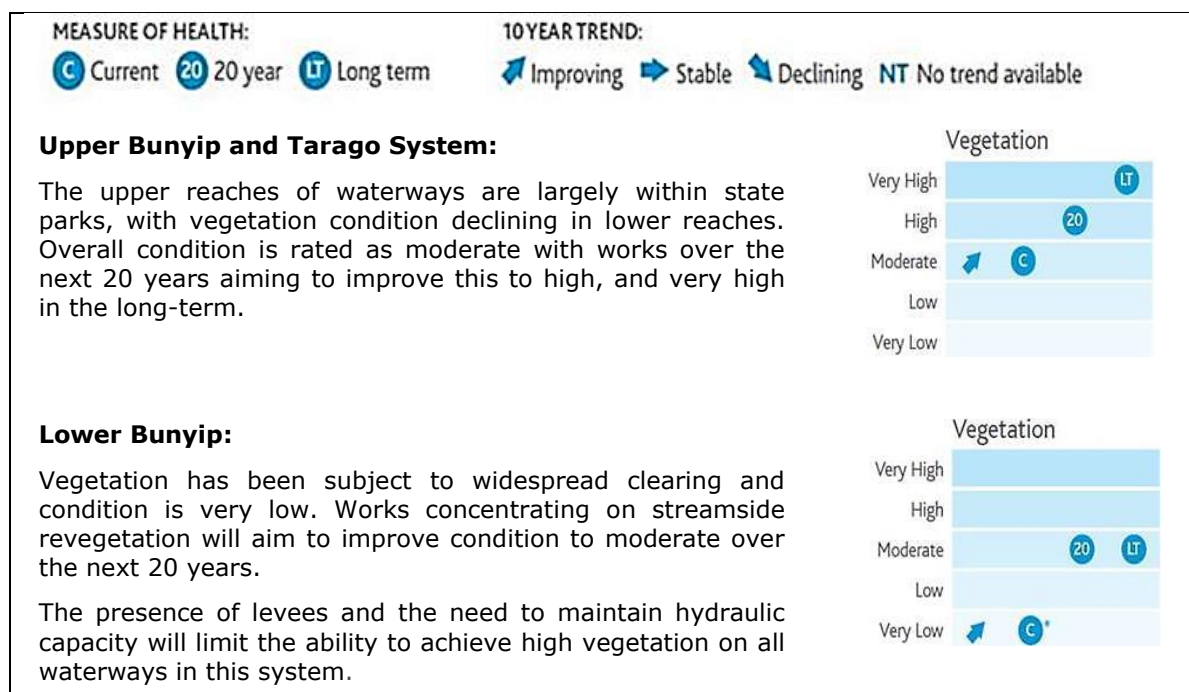 MEASURE OF HEALTH:
10 YEAR TREND:
C Current 20 20 year LT Long term
Improving Stable Declining NT No trend available
Upper Bunyip and Tarago System:
The upper reaches of waterways are largely within state
parks, with vegetation condition declining in lower reaches.
Overall condition is rated as moderate with works over the
next 20 years aiming to improve this to high, and very high
in the long-term.
Vegetation
Very High LT
High 20
Moderate C
Low
Very Low
Lower Bunyip:
Vegetation has been subject to widespread clearing and
condition is very low. Works concentrating on streamside
revegetation will aim to improve condition to moderate over
the next 20 years.
The presence of levees and the need to maintain hydraulic
capacity will limit the ability to achieve high vegetation on all
waterways in this system.
Vegetation
Very High
High
Moderate 20 LT
Low
Very Low C*